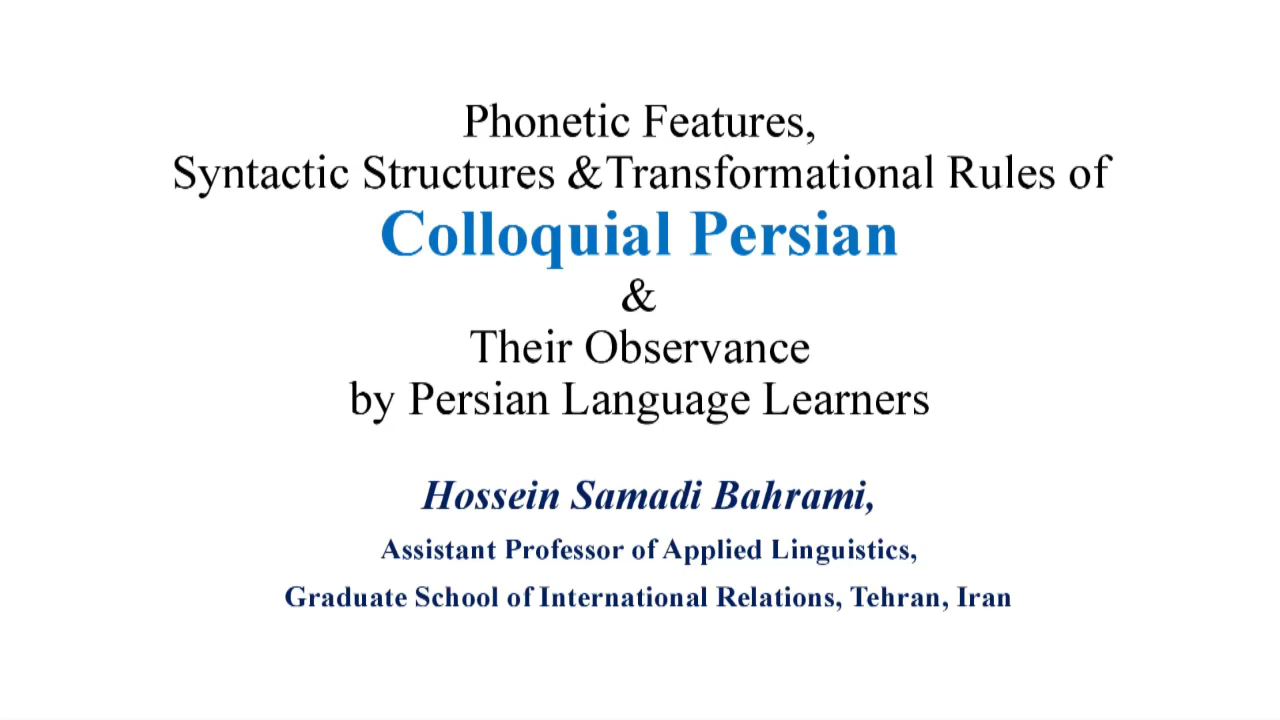 Phonetic Features,
Syntactic Structures &Transformational Rules of
Colloquial Persian
&
Their Observance
by Persian Language Learners
Hossein Samadi Bahrami,
Assistant Professor of Applied Linguistics,
Graduate School of International Relations, Tehran, Iran